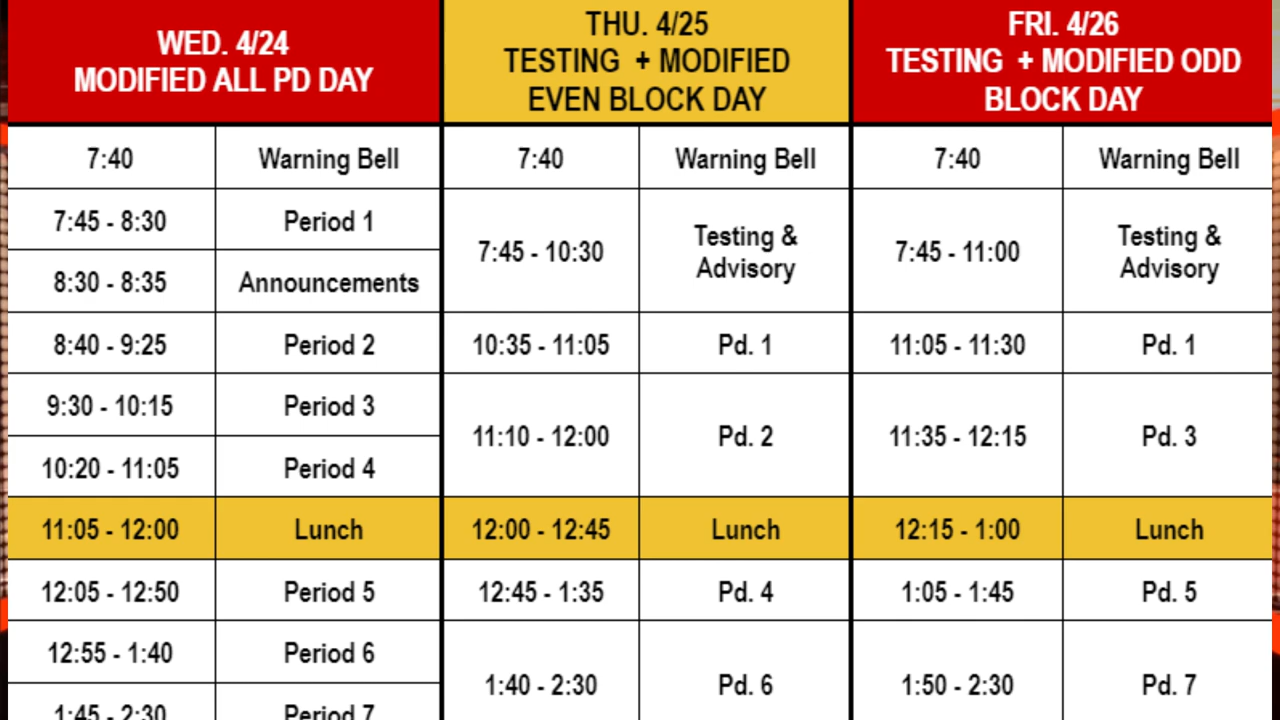 WED. 4/24
MODIFIED ALL PD DAY
THU. 4/25
TESTING + MODIFIED
EVEN BLOCK DAY
FRI. 4/26
TESTING + MODIFIED ODD
BLOCK DAY
7:40 Warning Bell 7:40 Warning Bell 7:40 Warning Bell
7:45 - 8:30 Period 1
7:45 - 10:30 Testing &
Advisory
7:45 - 11:00 Testing &
Advisory
8:30 - 8:35 Announcements
8:40 - 9:25 Period 2 10:35 - 11:05 Pd. 1 11:05 - 11:30 Pd. 1
9:30 - 10:15 Period 3
11:10 - 12:00 Pd. 2 11:35 - 12:15 Pd. 3
10:20 - 11:05 Period 4
11:05 - 12:00 Lunch 12:00 - 12:45 Lunch 12:15 - 1:00 Lunch
12:05 - 12:50 Period 5 12:45 - 1:35 Pd. 4 1:05 - 1:45 Pd. 5
12:55 - 1:40 Period 6
1:40 - 2:30 Pd. 6 1:50 - 2:30 Pd. 7
1:45 - 2:30 Period 7